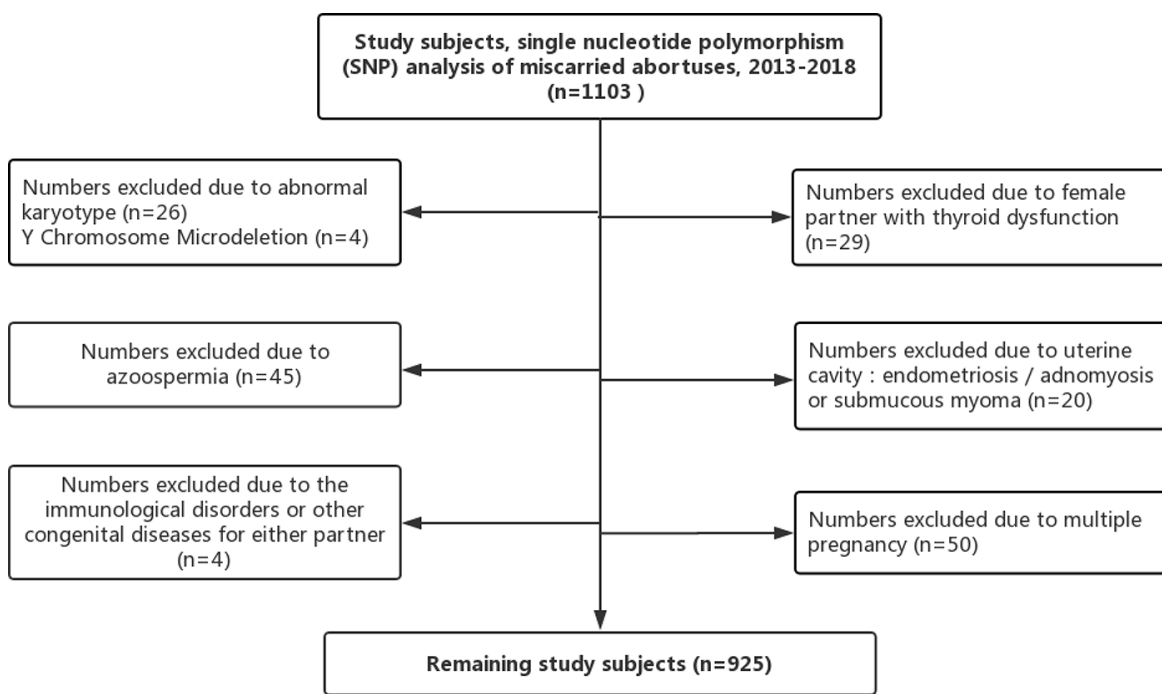 Study subjects, single nucleotide polymorphism
(SNP) analysis of miscarried abortuses, 2013-2018
(n=1103 )
Numbers excluded due to abnormal
karyotype (n=26)
Y Chromosome Microdeletion (n=4)
Numbers excluded due to female
partner with thyroid dysfunction
(n=29)
Numbers excluded due to
azoospermia (n=45)
Numbers excluded due to uterine
cavity : endometriosis / adnomyosis
or submucous myoma (n=20)
Numbers excluded due to the
immunological disorders or other
congenital diseases for either partner
(n=4)
Numbers excluded due to multiple
pregnancy (n=50)
Remaining study subjects (n=925)